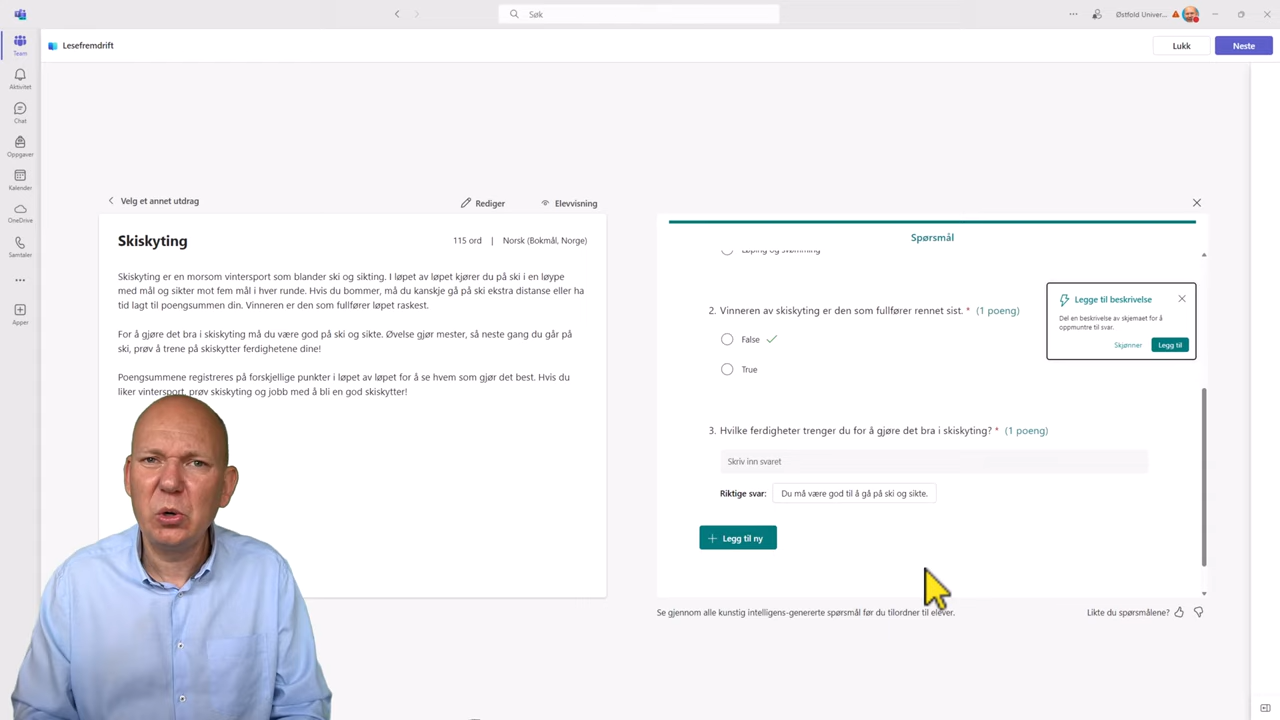 Søk
Østfold Univer...
Team
Aktivitet
Chat
Oppgaver
Kalender
OneDrive
Samtaler
Apper
Lesefremdrift
Lukk
Neste
Velg et annet utdrag
Rediger
Elevvisning
Skiskyting
115 ord | Norsk (Bokmål, Norge)
Skiskyting er en morsom vintersport som blander ski og sikting. I løpet av løpet kjører du på ski i en løype
med mål og sikter mot fem mål i hver runde. Hvis du bommer, må du kanskje gå på ski ekstra distanse eller ha
tid lagt til poengsummen din. Vinneren er den som fullfører løpet raskest.
For å gjøre det bra i skiskyting må du være god på ski og sikte. Øvelse gjør mester, så neste gang du går på
ski, prøv å trene på skiskytter ferdighetene dine!
Poengsummene registreres på forskjellige punkter i løpet av løpet for å se hvem som gjør det best. Hvis du
liker vintersport, prøv skiskyting og jobb med å bli en god skiskytter!
Spørsmål
Løping og svømming
2. Vinneren av skiskyting er den som fullfører rennet sist. * (1 poeng)
False
True
3. Hvilke ferdigheter trenger du for å gjøre det bra i skiskyting? * (1 poeng)
Skriv inn svaret
Riktige svar: Du må være god til å gå på ski og sikte.
+ Legg til ny
Legge til beskrivelse
Del en beskrivelse av skjemaet for å
oppmuntre til svar.
Skjønner
Legg til
Se gjennom alle kunstig intelligens-genererte spørsmål før du tilordner til elever.
Likte du spørsmålene?